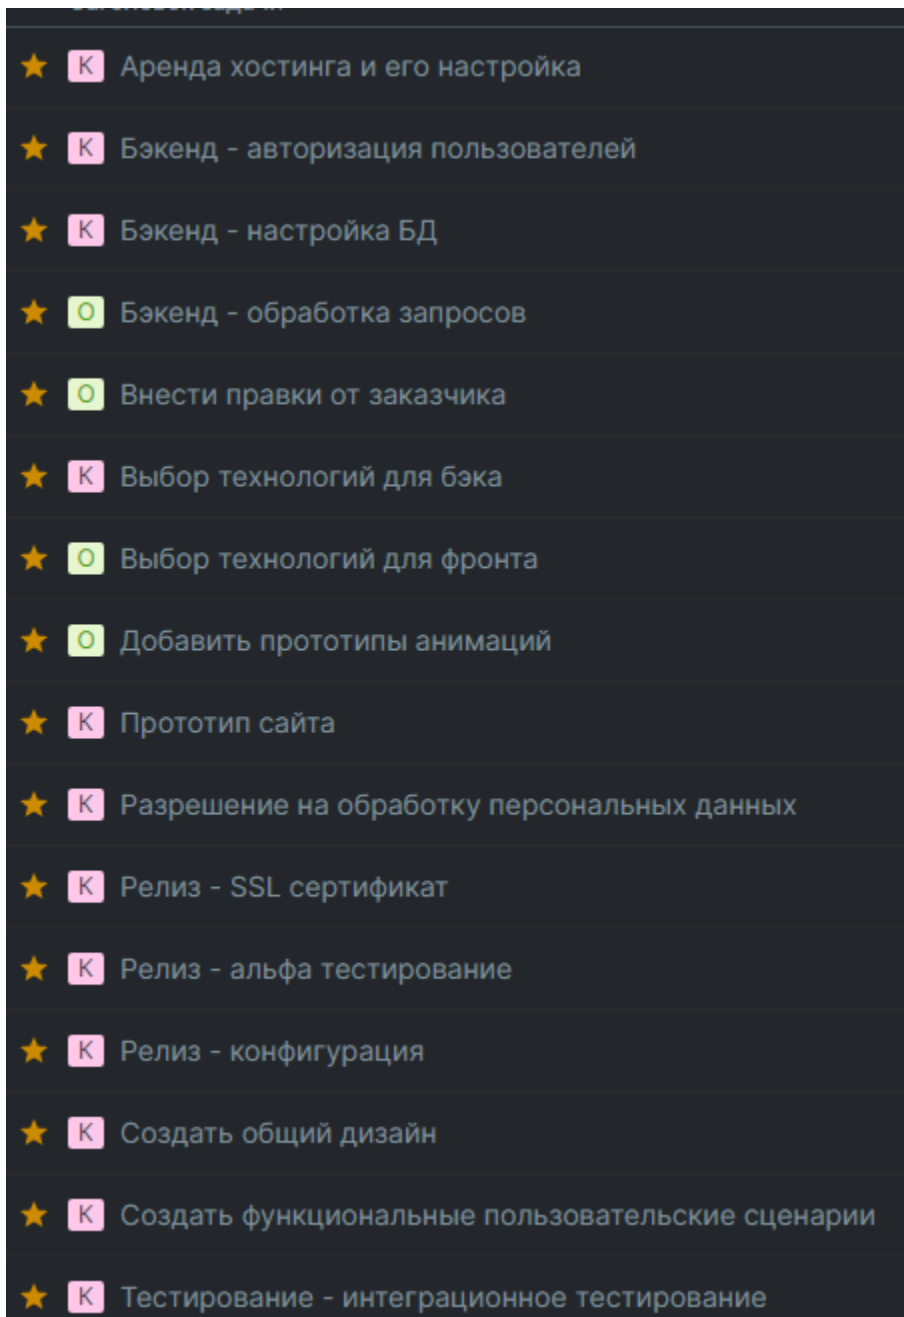 K Аренда хостинга и его настройка
K Бэкенд - авторизация пользователей
K Бэкенд - настройка БД
O Бэкенд - обработка запросов
O Внести правки от заказчика
K Выбор технологий для бэка
O Выбор технологий для фронта
O Добавить прототипы анимаций
K Прототип сайта
K Разрешение на обработку персональных данных
K Релиз - SSL сертификат
K Релиз - альфа тестирование
K Релиз - конфигурация
K Создать общий дизайн
K Создать функциональные пользовательские сценарии
K Тестирование - интеграционное тестирование